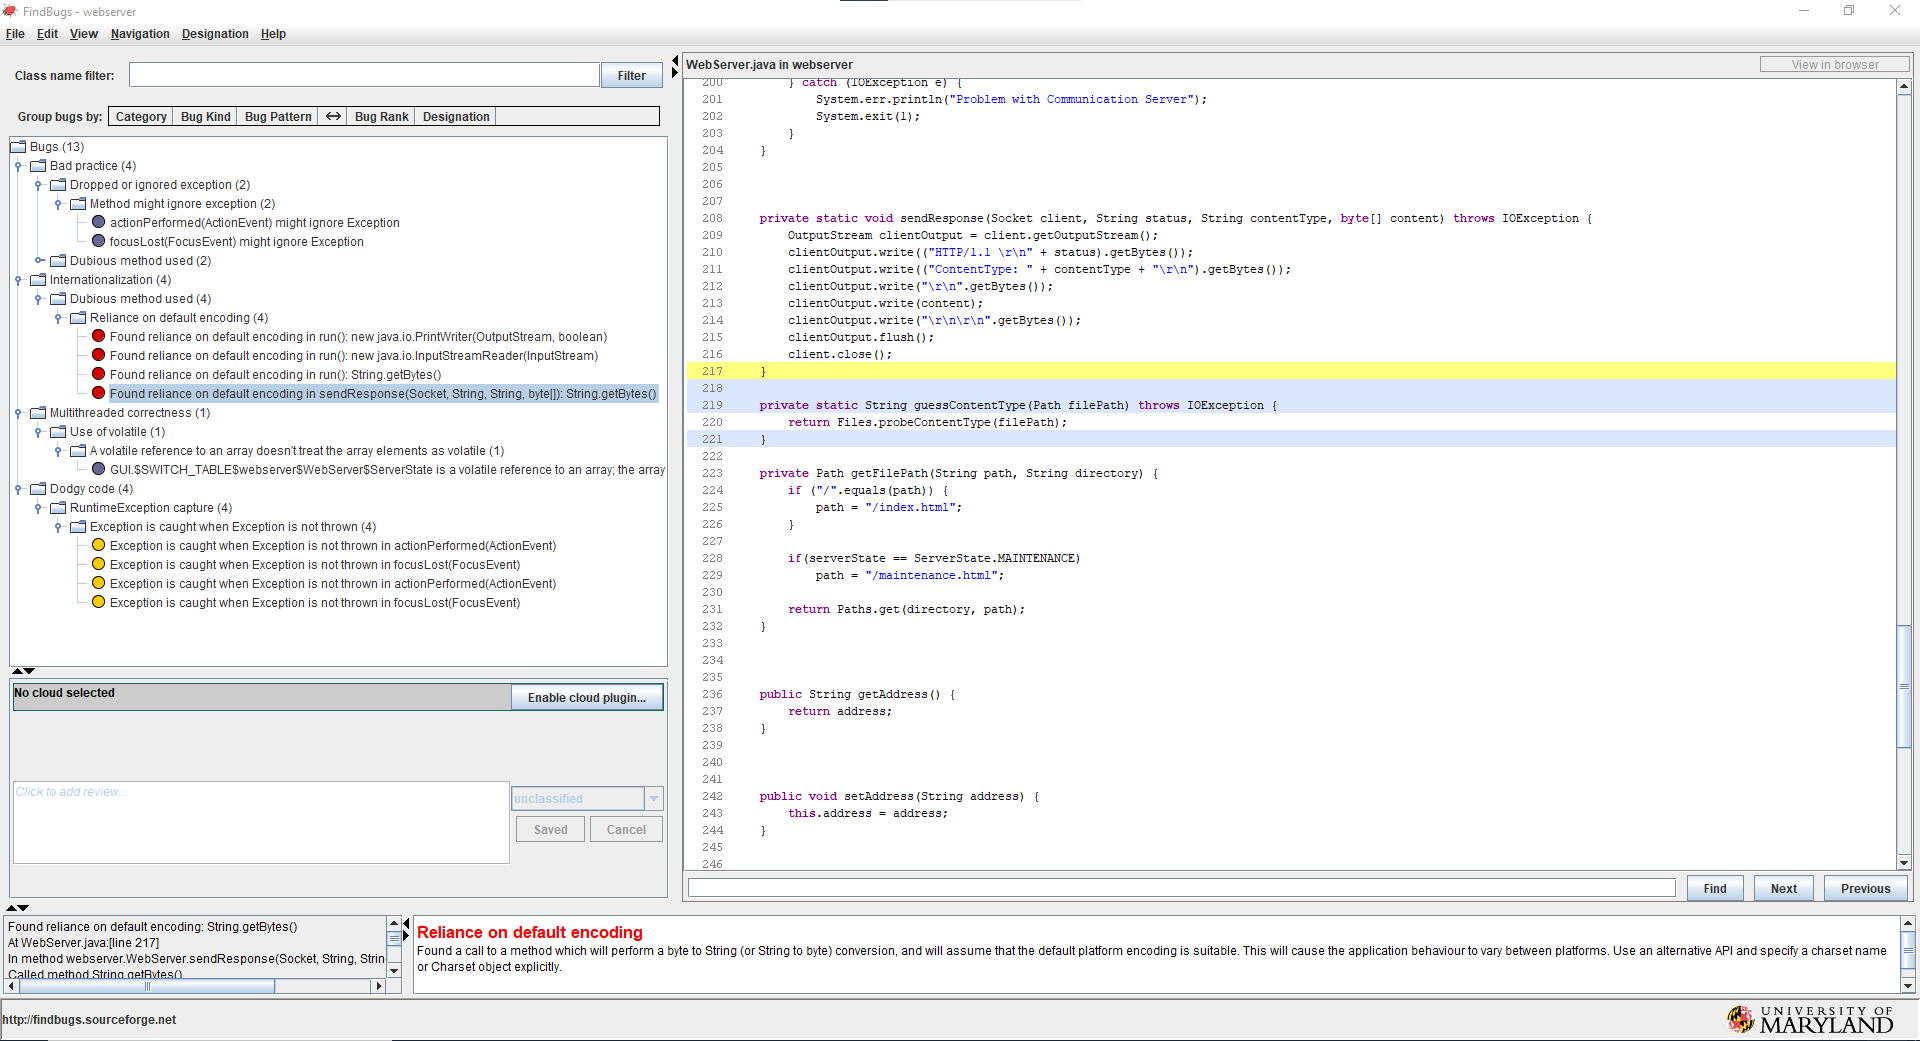 FindBugs - webserver
File Edit View Navigation Designation Help
Class name filter:
Filter
Group bugs by: Category Bug Kind Bug Pattern Bug Rank Designation
Bugs (13)
Bad practice (4)
Dropped or ignored exception (2)
Method might ignore exception (2)
actionPerformed(ActionEvent) might ignore Exception
focusLost(FocusEvent) might ignore Exception
Dubious method used (2)
Internationalization (4)
Dubious method used (4)
Reliance on default encoding (4)
Found reliance on default encoding in run(): new java.io.PrintWriter(OutputStream, boolean)
Found reliance on default encoding in run(): new java.io.InputStreamReader(InputStream)
Found reliance on default encoding in run(): String.getBytes()
Found reliance on default encoding in sendResponse(Socket, String, String, byte[]): String.getBytes()
Multithreaded correctness (1)
Use of volatile (1)
A volatile reference to an array doesn't treat the array elements as volatile (1)
GUI.$SWITCH_TABLE$webserver$WebServer$ServerState is a volatile reference to an array; the array
Dodgy code (4)
RuntimeException capture (4)
Exception is caught when Exception is not thrown (4)
Exception is caught when Exception is not thrown in actionPerformed(ActionEvent)
Exception is caught when Exception is not thrown in focusLost(FocusEvent)
Exception is caught when Exception is not thrown in actionPerformed(ActionEvent)
Exception is caught when Exception is not thrown in focusLost(FocusEvent)
No cloud selected
Enable cloud plugin...
Click to add review...
unclassified
Saved Cancel
WebServer.java in webserver
View in browser
200 } catch (IOException e) {
201 System.err.println("Problem with Communication Server");
202 System.exit(1);
203 }
204 }
205
206
207
208 private static void sendResponse(Socket client, String status, String contentType, byte[] content) throws IOException {
209 OutputStream clientOutput = client.getOutputStream();
210 clientOutput.write(("HTTP/1.1 \r\n" + status).getBytes());
211 clientOutput.write(("ContentType: " + contentType + "\r\n").getBytes());
212 clientOutput.write("\r\n".getBytes());
213 clientOutput.write(content);
214 clientOutput.write("\r\n\r\n".getBytes());
215 clientOutput.flush();
216 client.close();
217 }
218
219 private static String guessContentType(Path filePath) throws IOException {
220 return Files.probeContentType(filePath);
221 }
222
223 private Path getFilePath(String path, String directory) {
224 if ("/".equals(path)) {
225 path = "/index.html";
226 }
227
228 if(serverState == ServerState.MAINTENANCE)
229 path = "/maintenance.html";
230
231 return Paths.get(directory, path);
232 }
233
234
235
236 public String getAddress() {
237 return address;
238 }
239
240
241
242 public void setAddress(String address) {
243 this.address = address;
244 }
245
246
Find Next Previous
Found reliance on default encoding: String.getBytes()
At WebServer.java:[line 217]
In method webserver.WebServer.sendResponse(Socket, String, Strin
Called method String.getBytes()
Reliance on default encoding
Found a call to a method which will perform a byte to String (or String to byte) conversion, and will assume that the default platform encoding is suitable. This will cause the application behaviour to vary between platforms. Use an alternative API and specify a charset name
or Charset object explicitly.
http://findbugs.sourceforge.net
UNIVERSITY OF
MARYLAND